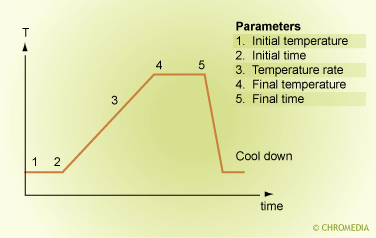 Parameters
1. Initial temperature
2. Initial time
3. Temperature rate
4. Final temperature
5. Final time
T
4
5
3
1
2
Cool down
time
© CHROMEDIA